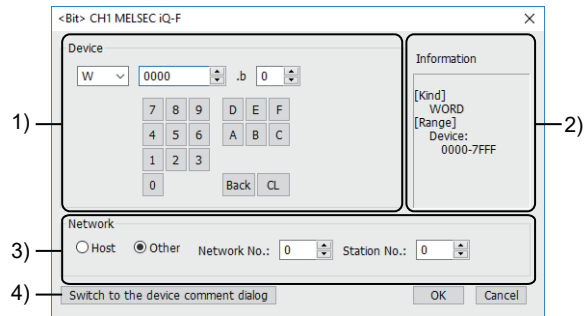 <Bit> CH1 MELSEC iQ-F
Device
W 0000 .b 0
7 8 9 D E F
4 5 6 A B C
1 2 3
0 Back CL
Information
[Kind]
WORD
[Range]
Device:
0000-7FFF
1)
2)
Network
Host Other Network No.: 0 Station No.: 0
3)
4)
Switch to the device comment dialog OK Cancel